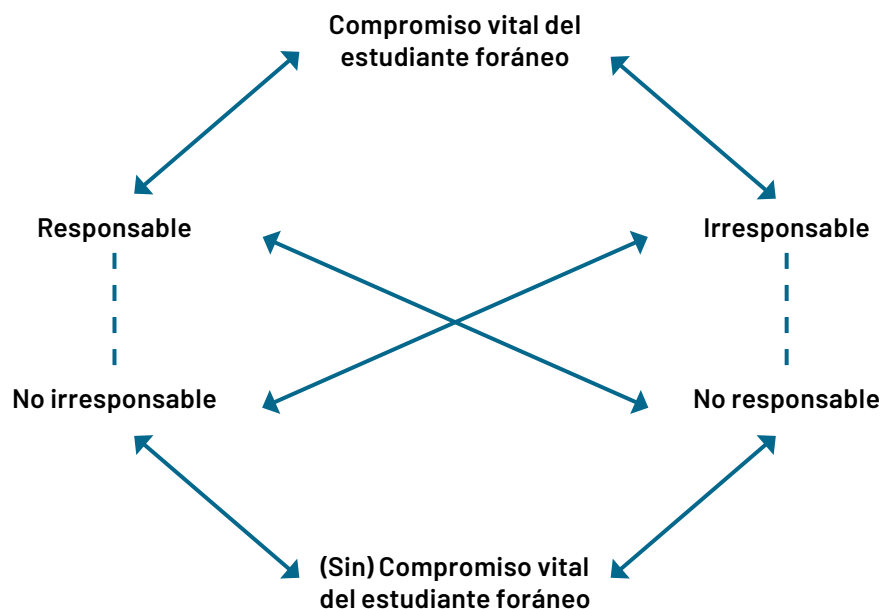 Compromiso vital del
estudiante foráneo
Responsable
Irresponsable
No irresponsable
No responsable
(Sin) Compromiso vital
del estudiante foráneo